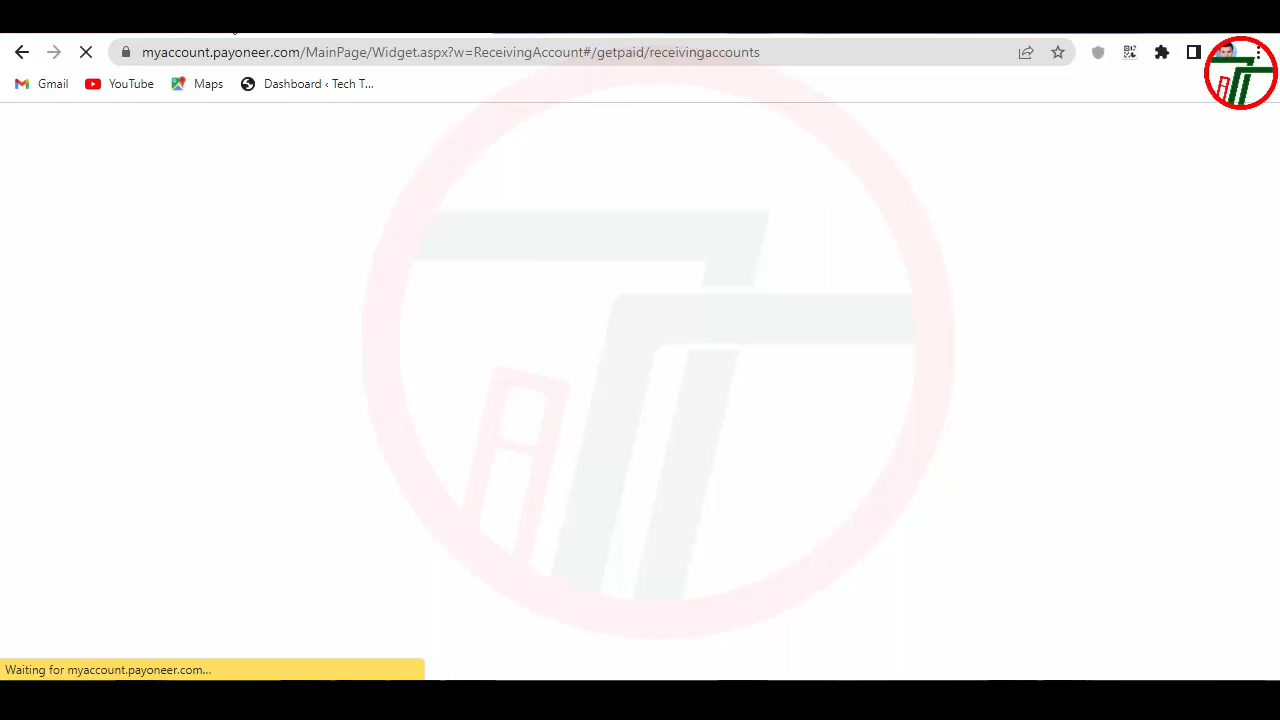 myaccount.payoneer.com/MainPage/Widget.aspx?w=ReceivingAccount#/getpaid/receivingaccounts
Gmail YouTube Maps Dashboard ‹ Tech T...
Waiting for myaccount.payoneer.com...